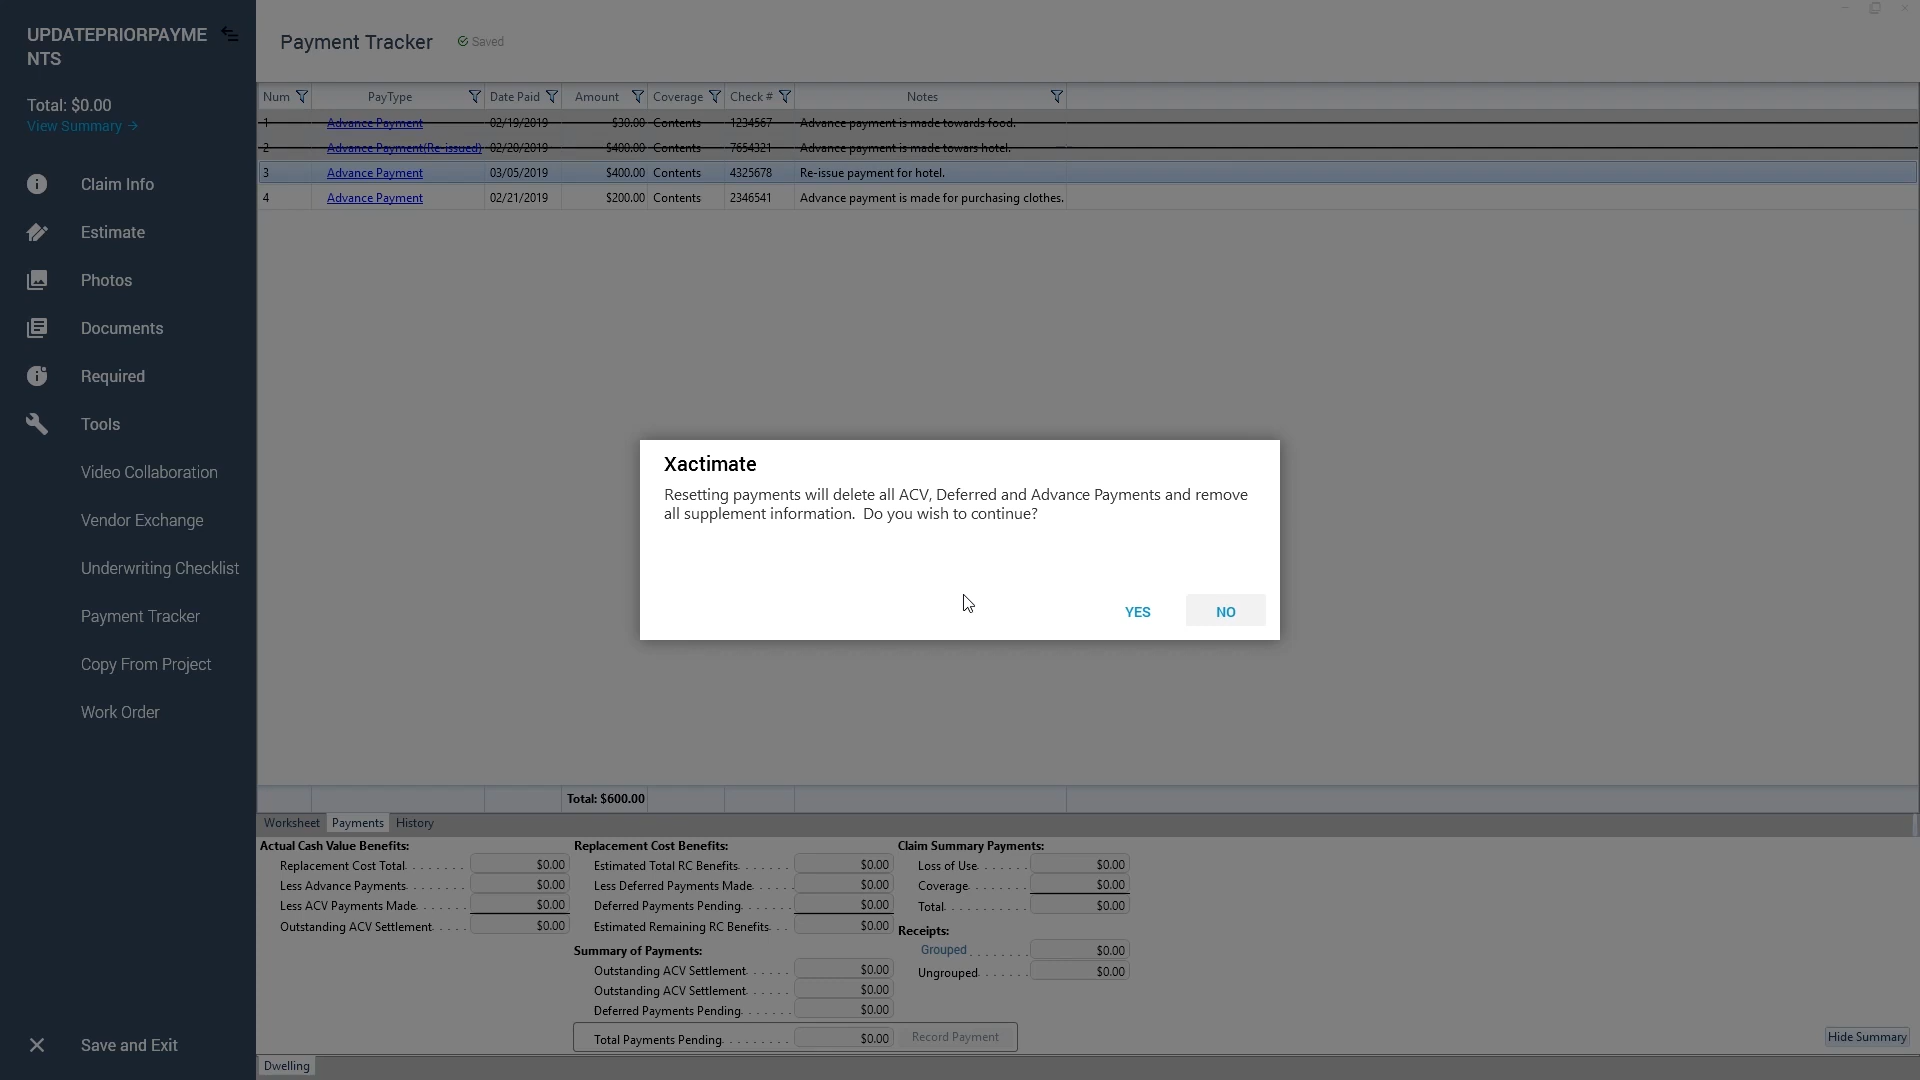 UPDATEPRIORPAYME
NTS
Total: $0.00
View Summary →
Claim Info
Estimate
Photos
Documents
Required
Tools
Video Collaboration
Vendor Exchange
Underwriting Checklist
Payment Tracker
Copy From Project
Work Order
Save and Exit
Payment Tracker Saved
Num PayType Date Paid Amount Coverage Check # Notes
1 Advance Payment 02/19/2019 $30.00 Contents 1234567 Advance payment is made towards food.
2 Advance Payment(Re-issued) 02/20/2019 $400.00 Contents 7654321 Advance payment is made towars hotel.
3 Advance Payment 03/05/2019 $400.00 Contents 4325678 Re-issue payment for hotel.
4 Advance Payment 02/21/2019 $200.00 Contents 2346541 Advance payment is made for purchasing clothes.
Xactimate
Resetting payments will delete all ACV, Deferred and Advance Payments and remove
all supplement information. Do you wish to continue?
YES NO
Total: $600.00
Worksheet Payments History
Actual Cash Value Benefits:
Replacement Cost Total $0.00
Less Advance Payments $0.00
Less ACV Payments Made $0.00
Outstanding ACV Settlement $0.00
Replacement Cost Benefits:
Estimated Total RC Benefits $0.00
Less Deferred Payments Made $0.00
Deferred Payments Pending $0.00
Estimated Remaining RC Benefits $0.00
Summary of Payments:
Outstanding ACV Settlement $0.00
Outstanding ACV Settlement $0.00
Deferred Payments Pending $0.00
Total Payments Pending $0.00 Record Payment
Claim Summary Payments:
Loss of Use $0.00
Coverage $0.00
Total $0.00
Receipts:
Grouped $0.00
Ungrouped $0.00
Hide Summary
Dwelling